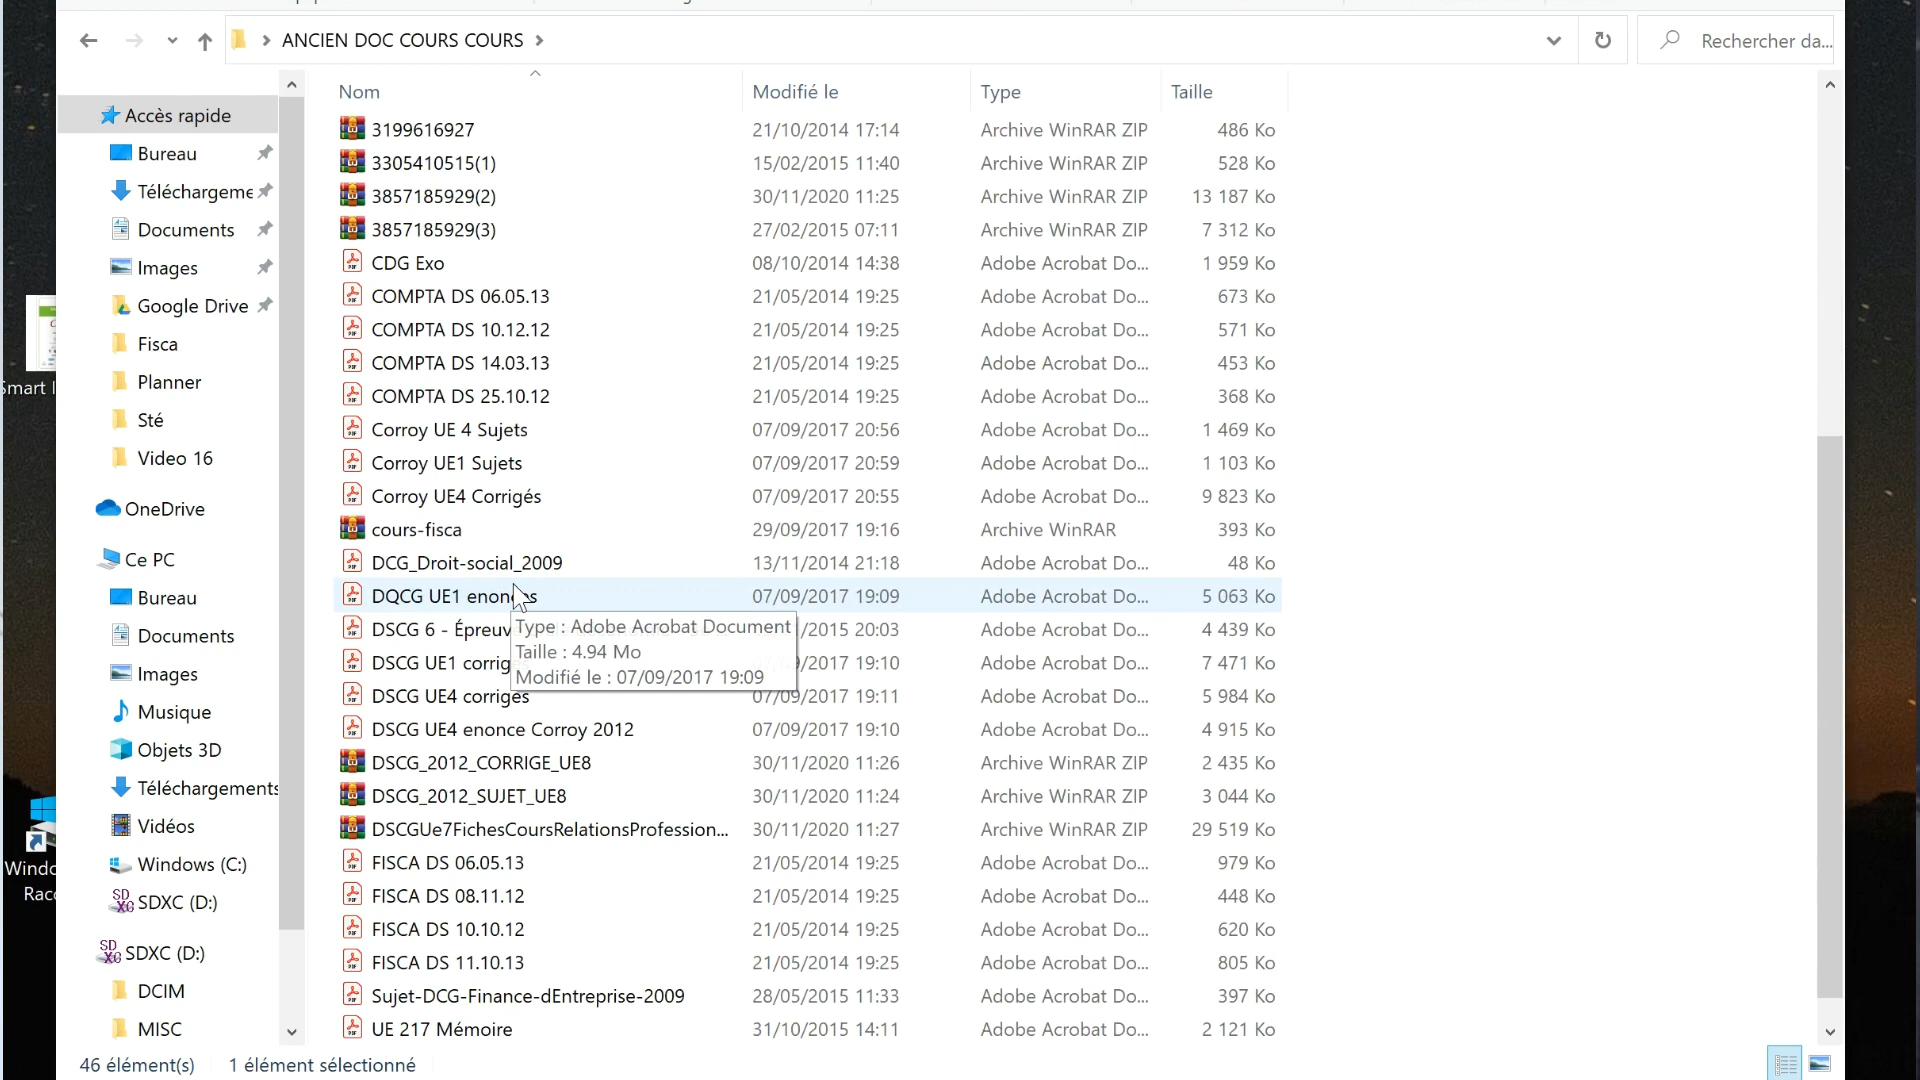 ANCIEN DOC COURS COURS
Rechercher da...
Nom Modifié le Type Taille
Accès rapide
Bureau
Téléchargeme
Documents
Images
Google Drive
Fisca
Planner
Sté
Video 16
OneDrive
Ce PC
Bureau
Documents
Images
Musique
Objets 3D
Téléchargements
Vidéos
Windows (C:)
SDXC (D:)
SDXC (D:)
DCIM
MISC
3199616927 21/10/2014 17:14 Archive WinRAR ZIP 486 Ko
3305410515(1) 15/02/2015 11:40 Archive WinRAR ZIP 528 Ko
3857185929(2) 30/11/2020 11:25 Archive WinRAR ZIP 13 187 Ko
3857185929(3) 27/02/2015 07:11 Archive WinRAR ZIP 7 312 Ko
CDG Exo 08/10/2014 14:38 Adobe Acrobat Do... 1 959 Ko
COMPTA DS 06.05.13 21/05/2014 19:25 Adobe Acrobat Do... 673 Ko
COMPTA DS 10.12.12 21/05/2014 19:25 Adobe Acrobat Do... 571 Ko
COMPTA DS 14.03.13 21/05/2014 19:25 Adobe Acrobat Do... 453 Ko
COMPTA DS 25.10.12 21/05/2014 19:25 Adobe Acrobat Do... 368 Ko
Corroy UE 4 Sujets 07/09/2017 20:56 Adobe Acrobat Do... 1 469 Ko
Corroy UE1 Sujets 07/09/2017 20:59 Adobe Acrobat Do... 1 103 Ko
Corroy UE4 Corrigés 07/09/2017 20:55 Adobe Acrobat Do... 9 823 Ko
cours-fisca 29/09/2017 19:16 Archive WinRAR 393 Ko
DCG_Droit-social_2009 13/11/2014 21:18 Adobe Acrobat Do... 48 Ko
DQCG UE1 07/09/2017 19:09 Adobe Acrobat Do... 5 063 Ko
DSCG 6 - Épreuv /2015 20:03 Adobe Acrobat Do... 4 439 Ko
DSCG UE1 corrig /2017 19:10 Adobe Acrobat Do... 7 471 Ko
DSCG UE4 corrigés 07/09/2017 19:11 Adobe Acrobat Do... 5 984 Ko
DSCG UE4 enonce Corroy 2012 07/09/2017 19:10 Adobe Acrobat Do... 4 915 Ko
DSCG_2012_CORRIGE_UE8 30/11/2020 11:26 Archive WinRAR ZIP 2 435 Ko
DSCG_2012_SUJET_UE8 30/11/2020 11:24 Archive WinRAR ZIP 3 044 Ko
DSCGUe7FichesCoursRelationsProfession... 30/11/2020 11:27 Archive WinRAR ZIP 29 519 Ko
FISCA DS 06.05.13 21/05/2014 19:25 Adobe Acrobat Do... 979 Ko
FISCA DS 08.11.12 21/05/2014 19:25 Adobe Acrobat Do... 448 Ko
FISCA DS 10.10.12 21/05/2014 19:25 Adobe Acrobat Do... 620 Ko
FISCA DS 11.10.13 21/05/2014 19:25 Adobe Acrobat Do... 805 Ko
Sujet-DCG-Finance-dEntreprise-2009 28/05/2015 11:33 Adobe Acrobat Do... 397 Ko
UE 217 Mémoire 31/10/2015 14:11 Adobe Acrobat Do... 2 121 Ko
Type : Adobe Acrobat Document
Taille : 4.94 Mo
Modifié le : 07/09/2017 19:09
46 élément(s) 1 élément sélectionné
Smart
Windo
Rac